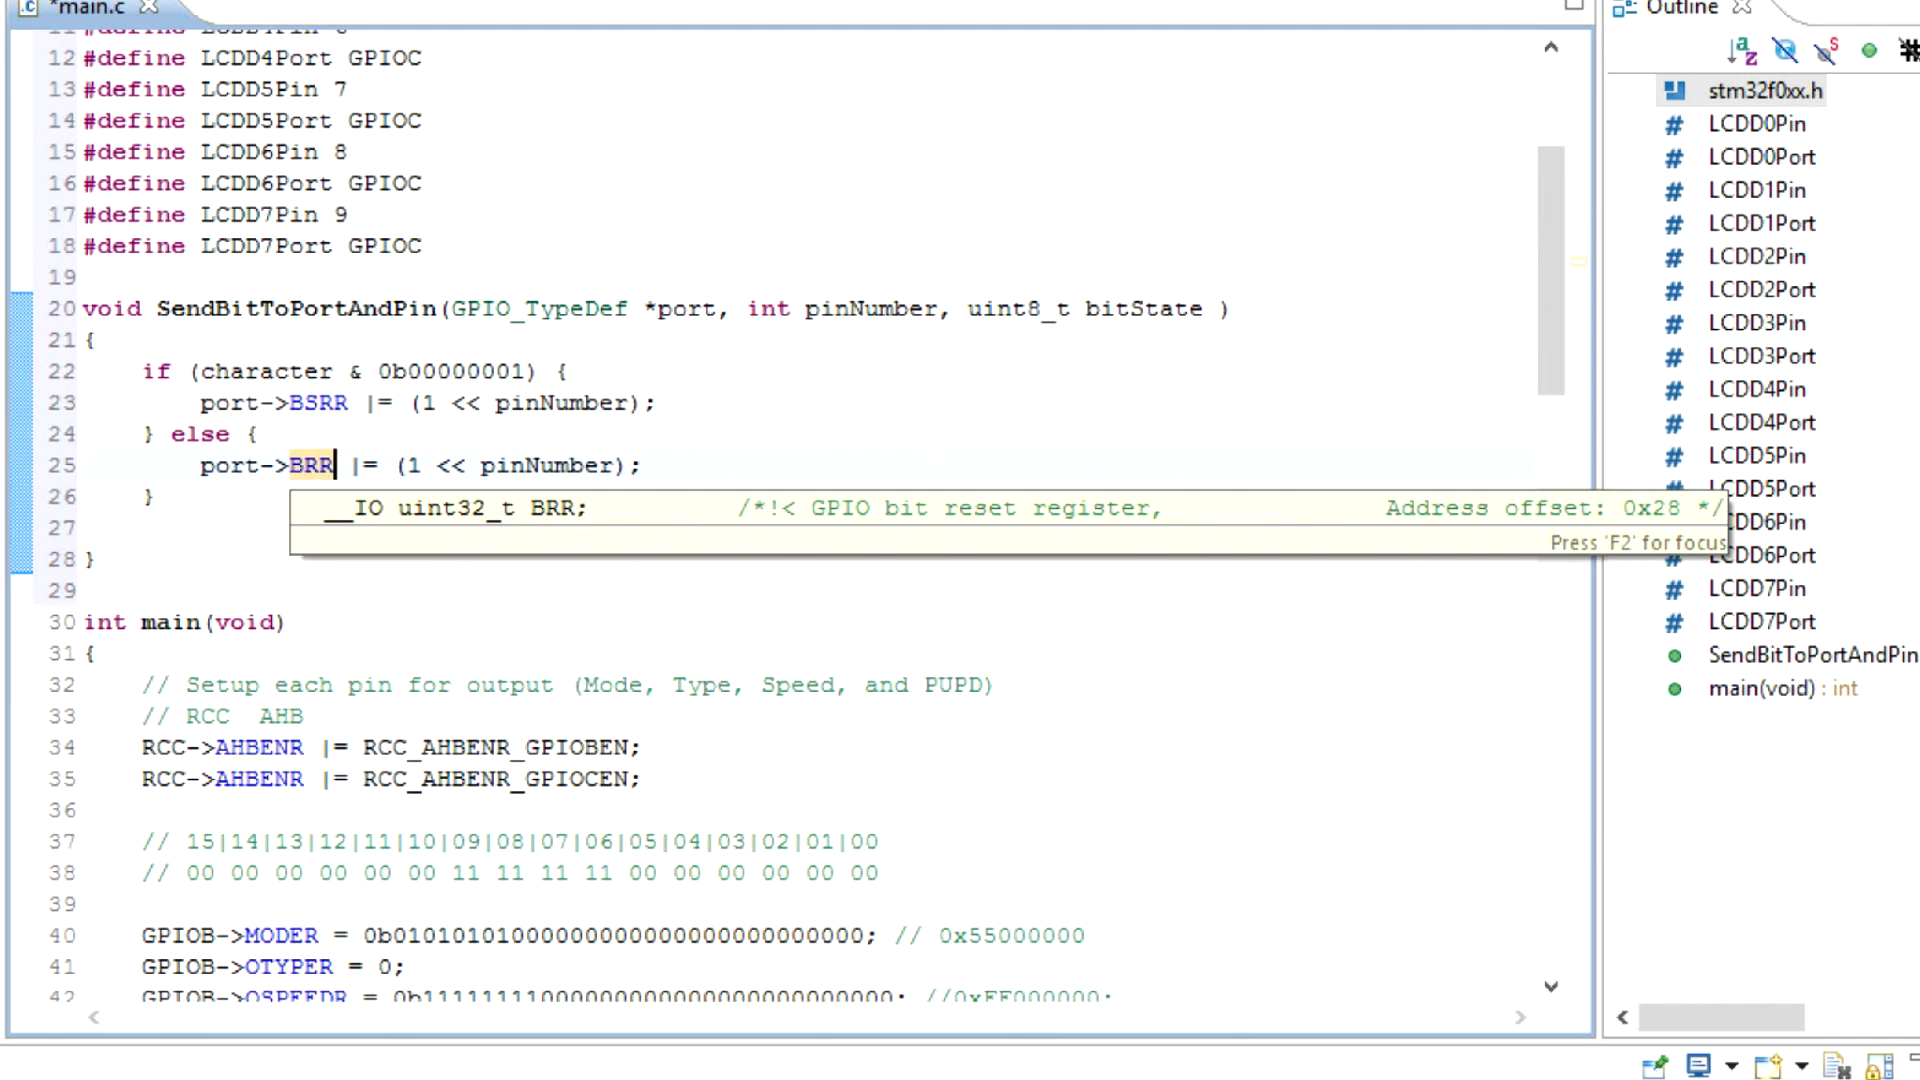 *main.c
Outline
12 #define LCDD4Port GPIOC
13 #define LCDD5Pin 7
14 #define LCDD5Port GPIOC
15 #define LCDD6Pin 8
16 #define LCDD6Port GPIOC
17 #define LCDD7Pin 9
18 #define LCDD7Port GPIOC
19
20 void SendBitToPortAndPin(GPIO_TypeDef *port, int pinNumber, uint8_t bitState )
21 {
22 if (character & 0b00000001) {
23 port->BSRR |= (1 << pinNumber);
24 } else {
25 port->BRR |= (1 << pinNumber);
26 }
__IO uint32_t BRR; /*!< GPIO bit reset register, Address offset: 0x28 */
Press 'F2' for focus
27
28 }
29
30 int main(void)
31 {
32 // Setup each pin for output (Mode, Type, Speed, and PUPD)
33 // RCC AHB
34 RCC->AHBENR |= RCC_AHBENR_GPIOBEN;
35 RCC->AHBENR |= RCC_AHBENR_GPIOCEN;
36
37 // 15|14|13|12|11|10|09|08|07|06|05|04|03|02|01|00
38 // 00 00 00 00 00 00 11 11 11 11 00 00 00 00 00 00
39
40 GPIOB->MODER = 0b01010101000000000000000000000000; // 0x55000000
41 GPIOB->OTYPER = 0;
42 GPIOB->OSPEEDR = 0b11111111000000000000000000000000; //0xFF000000;
stm32f0xx.h
# LCDD0Pin
# LCDD0Port
# LCDD1Pin
# LCDD1Port
# LCDD2Pin
# LCDD2Port
# LCDD3Pin
# LCDD3Port
# LCDD4Pin
# LCDD4Port
# LCDD5Pin
# CDD5Port
CDD6Pin
# CDD6Port
# LCDD7Pin
# LCDD7Port
SendBitToPortAndPin
main(void) : int